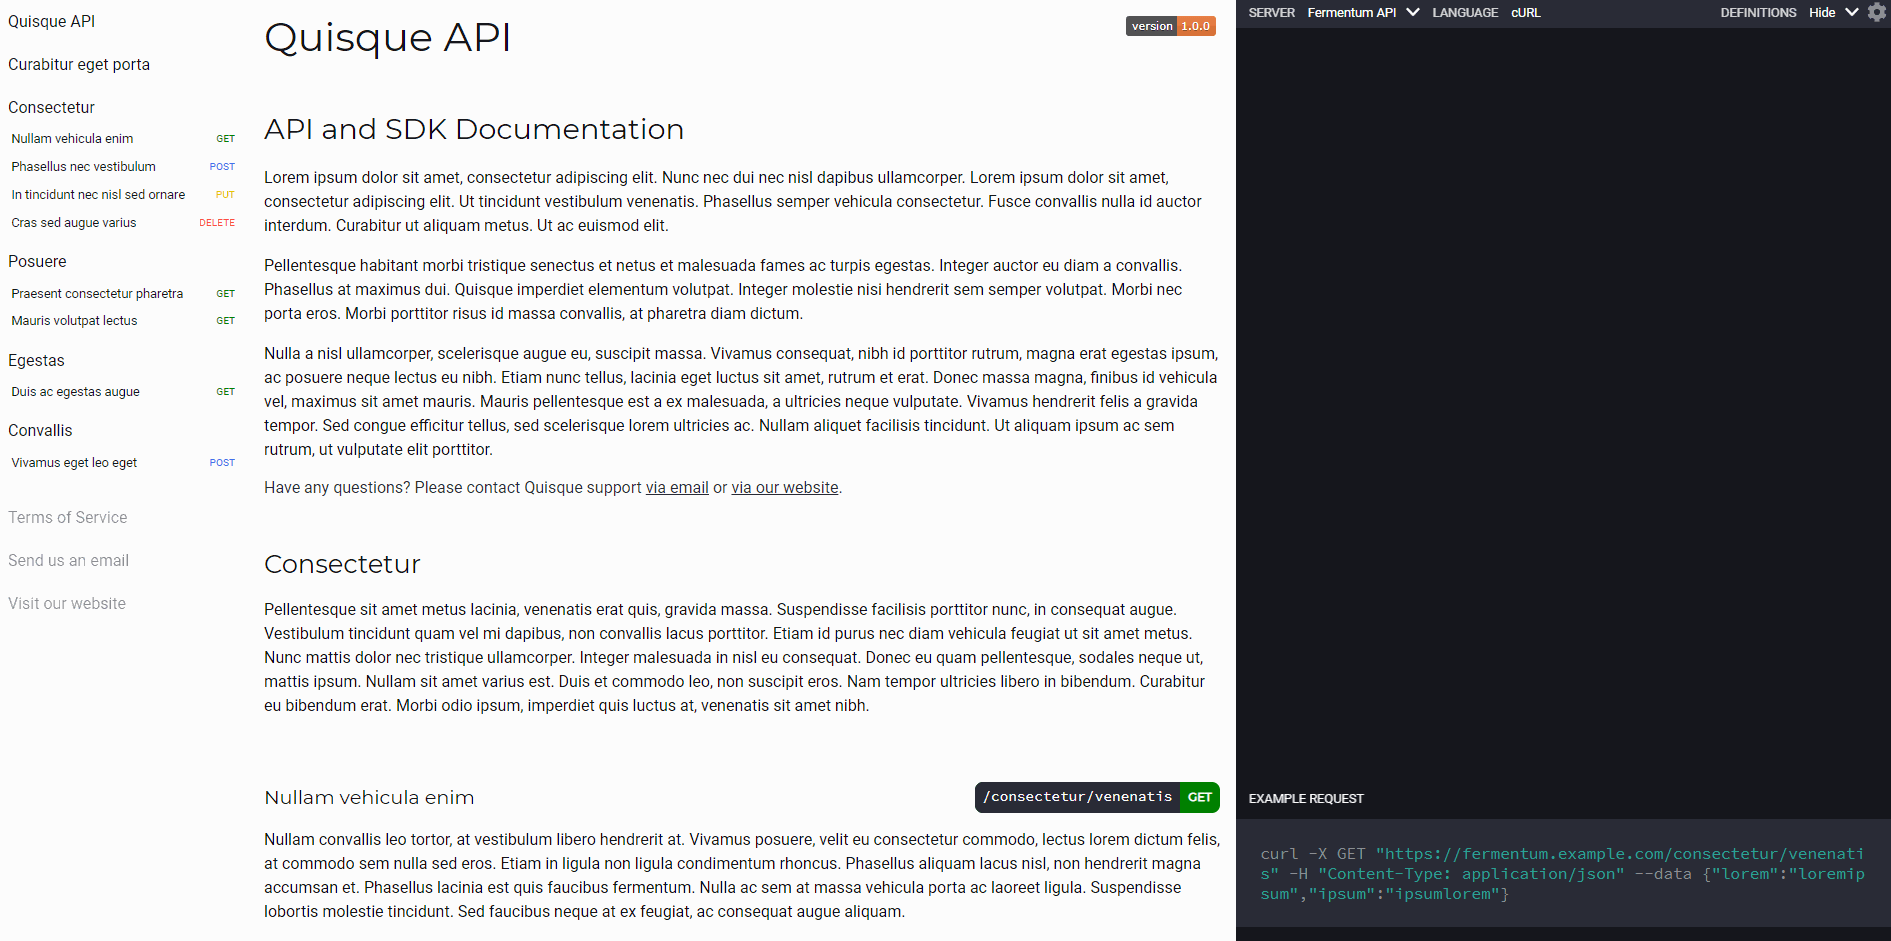 Quisque API
Curabitur eget porta
Consectetur
Nullam vehicula enim GET
Phasellus nec vestibulum POST
In tincidunt nec nisl sed ornare PUT
Cras sed augue varius DELETE
Posuere
Praesent consectetur pharetra GET
Mauris volutpat lectus GET
Egestas
Duis ac egestas augue GET
Convallis
Vivamus eget leo eget POST
Terms of Service
Send us an email
Visit our website
Quisque API
version 1.0.0
API and SDK Documentation
Lorem ipsum dolor sit amet, consectetur adipiscing elit. Nunc nec dui nec nisl dapibus ullamcorper. Lorem ipsum dolor sit amet,
consectetur adipiscing elit. Ut tincidunt vestibulum venenatis. Phasellus semper vehicula consectetur. Fusce convallis nulla id auctor
interdum. Curabitur ut aliquam metus. Ut ac euismod elit.
Pellentesque habitant morbi tristique senectus et netus et malesuada fames ac turpis egestas. Integer auctor eu diam a convallis.
Phasellus at maximus dui. Quisque imperdiet elementum volutpat. Integer molestie nisi hendrerit sem semper volutpat. Morbi nec
porta eros. Morbi porttitor risus id massa convallis, at pharetra diam dictum.
Nulla a nisl ullamcorper, scelerisque augue eu, suscipit massa. Vivamus consequat, nibh id porttitor rutrum, magna erat egestas ipsum,
ac posuere neque lectus eu nibh. Etiam nunc tellus, lacinia eget luctus sit amet, rutrum et erat. Donec massa magna, finibus id vehicula
vel, maximus sit amet mauris. Mauris pellentesque est a ex malesuada, a ultricies neque vulputate. Vivamus hendrerit felis a gravida
tempor. Sed congue efficitur tellus, sed scelerisque lorem ultricies ac. Nullam aliquet facilisis tincidunt. Ut aliquam ipsum ac sem
rutrum, ut vulputate elit porttitor.
Have any questions? Please contact Quisque support via email or via our website.
Consectetur
Pellentesque sit amet metus lacinia, venenatis erat quis, gravida massa. Suspendisse facilisis porttitor nunc, in consequat augue.
Vestibulum tincidunt quam vel mi dapibus, non convallis lacus porttitor. Etiam id purus nec diam vehicula feugiat ut sit amet metus.
Nunc mattis dolor nec tristique ullamcorper. Integer malesuada in nisl eu consequat. Donec eu quam pellentesque, sodales neque ut,
mattis ipsum. Nullam sit amet varius est. Duis et commodo leo, non suscipit eros. Nam tempor ultricies libero in bibendum. Curabitur
eu bibendum erat. Morbi odio ipsum, imperdiet quis luctus at, venenatis sit amet nibh.
Nullam vehicula enim
/consectetur/venenatis GET
Nullam convallis leo tortor, at vestibulum libero hendrerit at. Vivamus posuere, velit eu consectetur commodo, lectus lorem dictum felis,
at commodo sem nulla sed eros. Etiam in ligula non ligula condimentum rhoncus. Phasellus aliquam lacus nisl, non hendrerit magna
accumsan et. Phasellus lacinia est quis faucibus fermentum. Nulla ac sem at massa vehicula porta ac laoreet ligula. Suspendisse
lobortis molestie tincidunt. Sed faucibus neque at ex feugiat, ac consequat augue aliquam.
SERVER Fermentum API LANGUAGE cURL DEFINITIONS Hide
EXAMPLE REQUEST
curl -X GET "https://fermentum.example.com/consectetur/venenati
s" -H "Content-Type: application/json" --data {"lorem":"loremip
sum","ipsum":"ipsumlorem"}